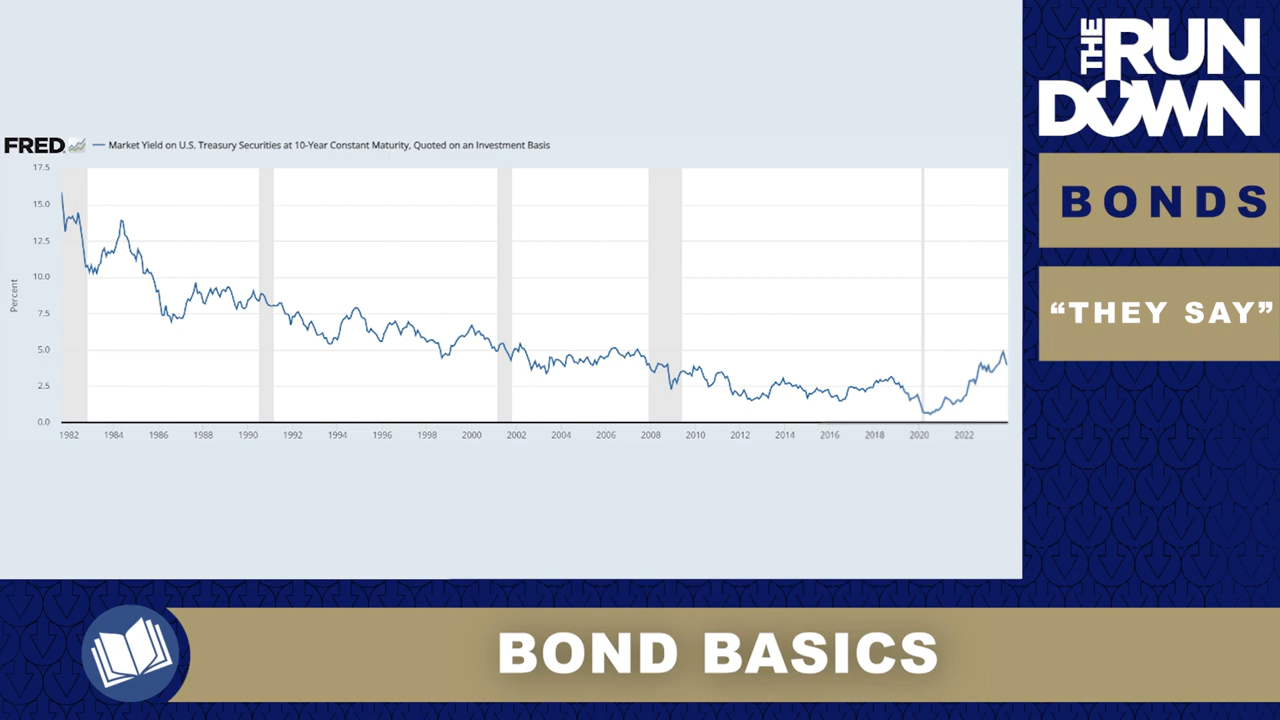 THE RUN
DOWN
BONDS
“THEY SAY”
FRED
Market Yield on U.S. Treasury Securities at 10-Year Constant Maturity, Quoted on an Investment Basis
17.5
15.0
12.5
10.0
7.5
5.0
2.5
0.0
Percent
1982 1984 1986 1988 1990 1992 1994 1996 1998 2000 2002 2004 2006 2008 2010 2012 2014 2016 2018 2020 2022
BOND BASICS